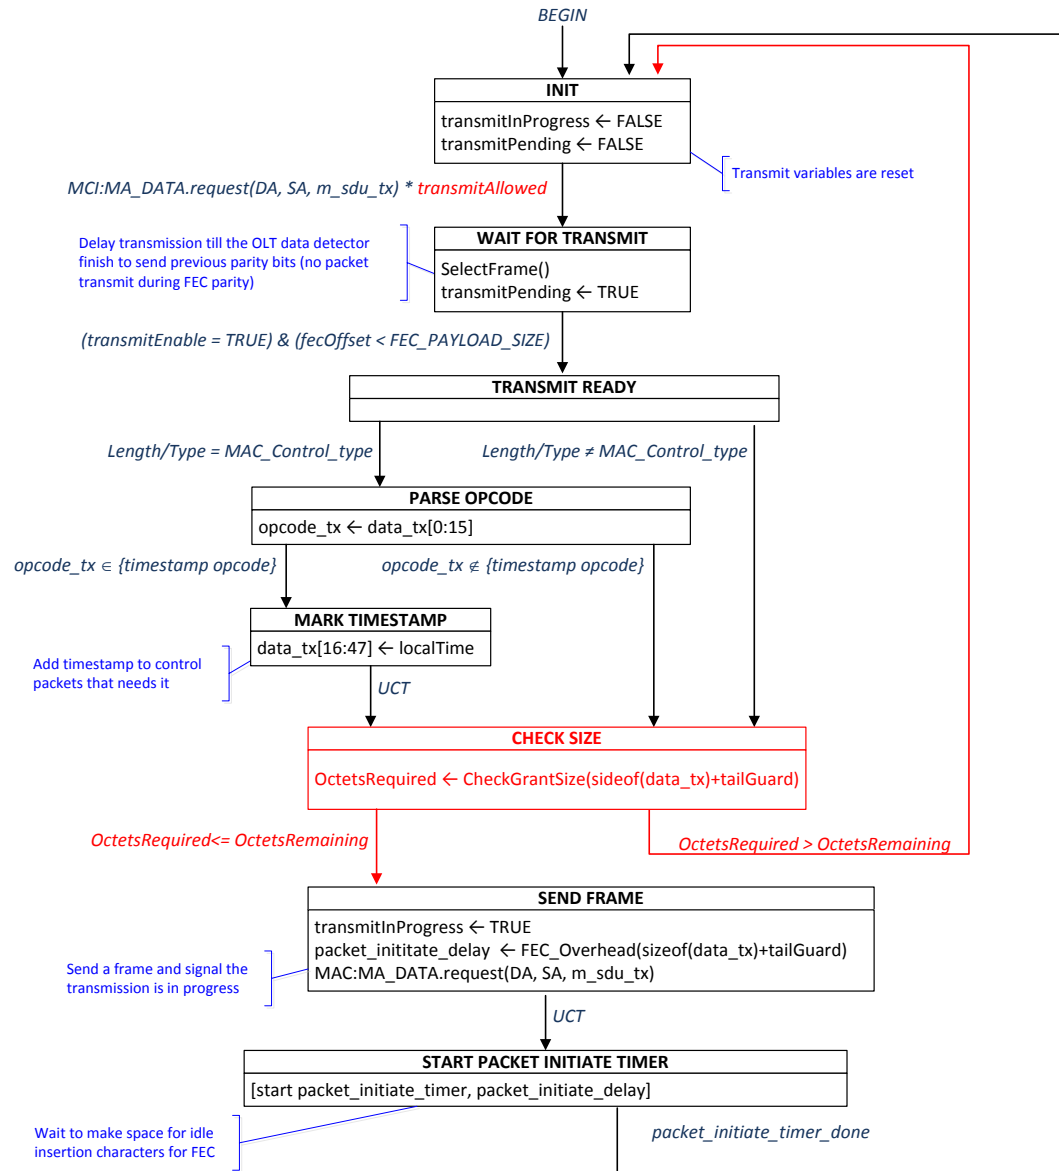 BEGIN
INIT
transmitInProgress ← FALSE
transmitPending ← FALSE
Transmit variables are reset
MCI:MA_DATA.request(DA, SA, m_sdu_tx) * transmitAllowed
WAIT FOR TRANSMIT
SelectFrame()
transmitPending ← TRUE
Delay transmission till the OLT data detector
finish to send previous parity bits (no packet
transmit during FEC parity)
(transmitEnable = TRUE) & (fecOffset < FEC_PAYLOAD_SIZE)
TRANSMIT READY
Length/Type = MAC_Control_type
Length/Type ≠ MAC_Control_type
PARSE OPCODE
opcode_tx ← data_tx[0:15]
opcode_tx ∈ {timestamp opcode}
opcode_tx ∉ {timestamp opcode}
MARK TIMESTAMP
data_tx[16:47] ← localTime
Add timestamp to control
packets that needs it
UCT
CHECK SIZE
OctetsRequired ← CheckGrantSize(sideof(data_tx)+tailGuard)
OctetsRequired<= OctetsRemaining
OctetsRequired > OctetsRemaining
SEND FRAME
transmitInProgress ← TRUE
packet_inititate_delay ← FEC_Overhead(sizeof(data_tx)+tailGuard)
MAC:MA_DATA.request(DA, SA, m_sdu_tx)
Send a frame and signal the
transmission is in progress
UCT
START PACKET INITIATE TIMER
[start packet_initiate_timer, packet_initiate_delay]
Wait to make space for idle
insertion characters for FEC
packet_initiate_timer_done